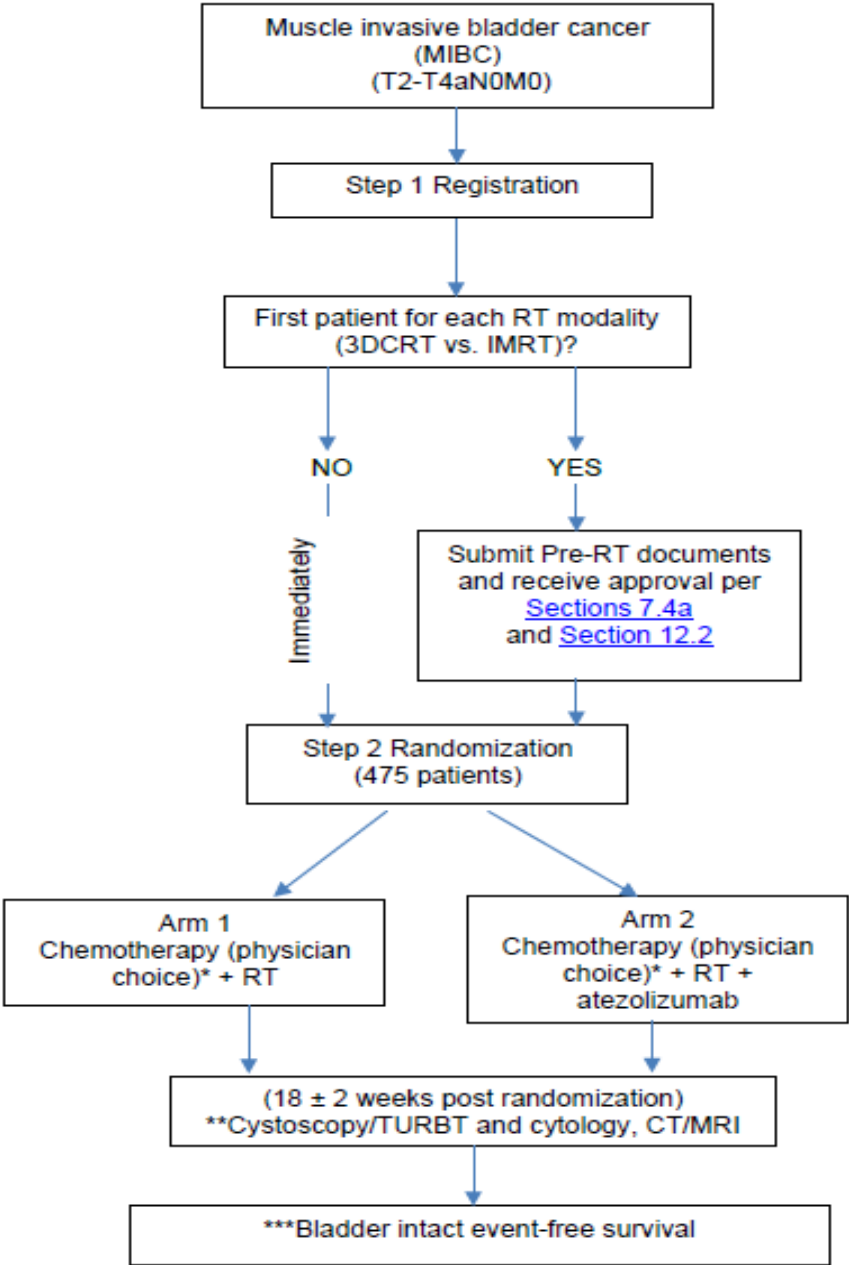 Muscle invasive bladder cancer
(MIBC)
(T2-T4aN0M0)
Step 1 Registration
First patient for each RT modality
(3DCRT vs. IMRT)?
NO
YES
Immediately
Submit Pre-RT documents
and receive approval per
Sections 7.4a
and Section 12.2
Step 2 Randomization
(475 patients)
Arm 1
Chemotherapy (physician
choice)* + RT
Arm 2
Chemotherapy (physician
choice)* + RT +
atezolizumab
(18 ± 2 weeks post randomization)
**Cystoscopy/TURBT and cytology, CT/MRI
***Bladder intact event-free survival